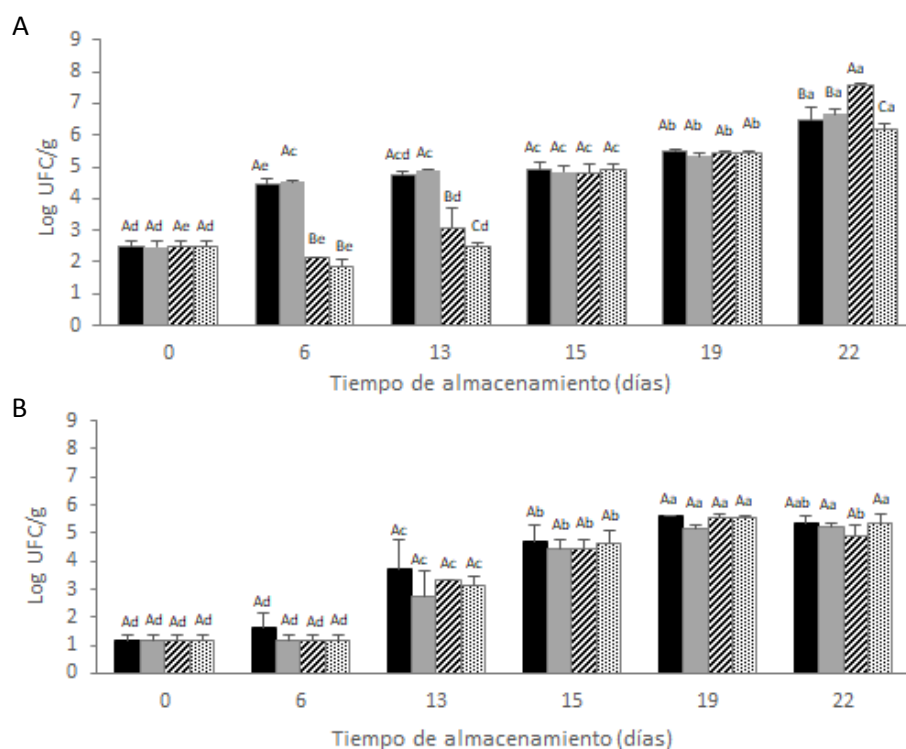 A
9
8
7
6
5
4
3
2
1
0
Log UFC/g
Ad Ad Ae Ad
Ae Ac Be Be
Acd Ac Bd Cd
Ac Ac Ac Ac
Ab Ab Ab Ab
Ba Ba Aa Ca
0 6 13 15 19 22
Tiempo de almacenamiento (días)
B
9
8
7
6
5
4
3
2
1
0
Log UFC/g
Ad Ad Ad Ad
Ad Ad Ad Ad
Ac Ac Ac Ac
Ab Ab Ab Ab
Aa Aa Aa Aa
Aab Aa Ab Aa
0 6 13 15 19 22
Tiempo de almacenamiento (días)